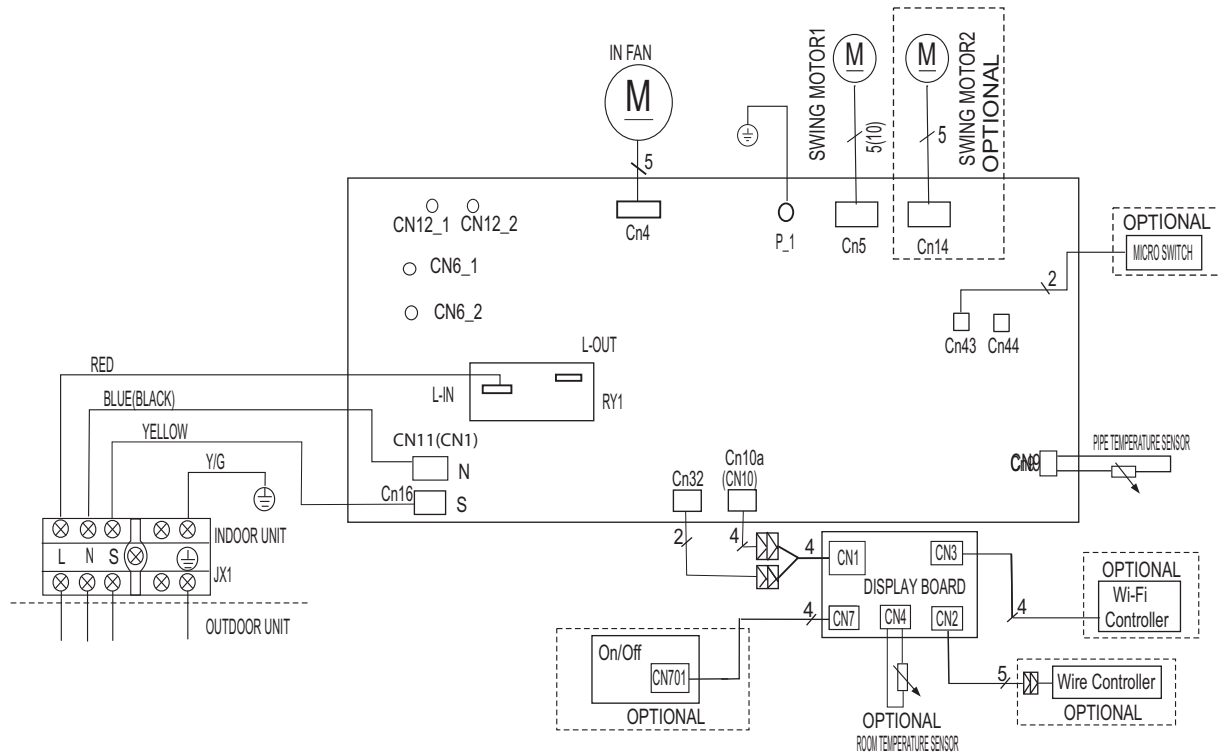 IN FAN
M
5
SWING MOTOR1
M
5(10)
M
5
SWING MOTOR2
OPTIONAL
CN12_1 CN12_2
Cn4
P_1
Cn5
Cn14
OPTIONAL
MICRO SWITCH
2
CN6_1
CN6_2
Cn43 Cn44
L-OUT
L-IN
RY1
RED
BLUE(BLACK)
YELLOW
Y/G
CN11(CN1)
N
Cn16
S
Cn32
Cn10a
(CN10)
PIPE TEMPERATURE SENSOR
INDOOR UNIT
L N S
JX1
OUTDOOR UNIT
2
4
4
CN1
CN3
DISPLAY BOARD
CN7
CN4
CN2
4
4
5
OPTIONAL
Wi-Fi
Controller
On/Off
CN701
OPTIONAL
OPTIONAL
ROOM TEMPERATURE SENSOR
Wire Controller
OPTIONAL